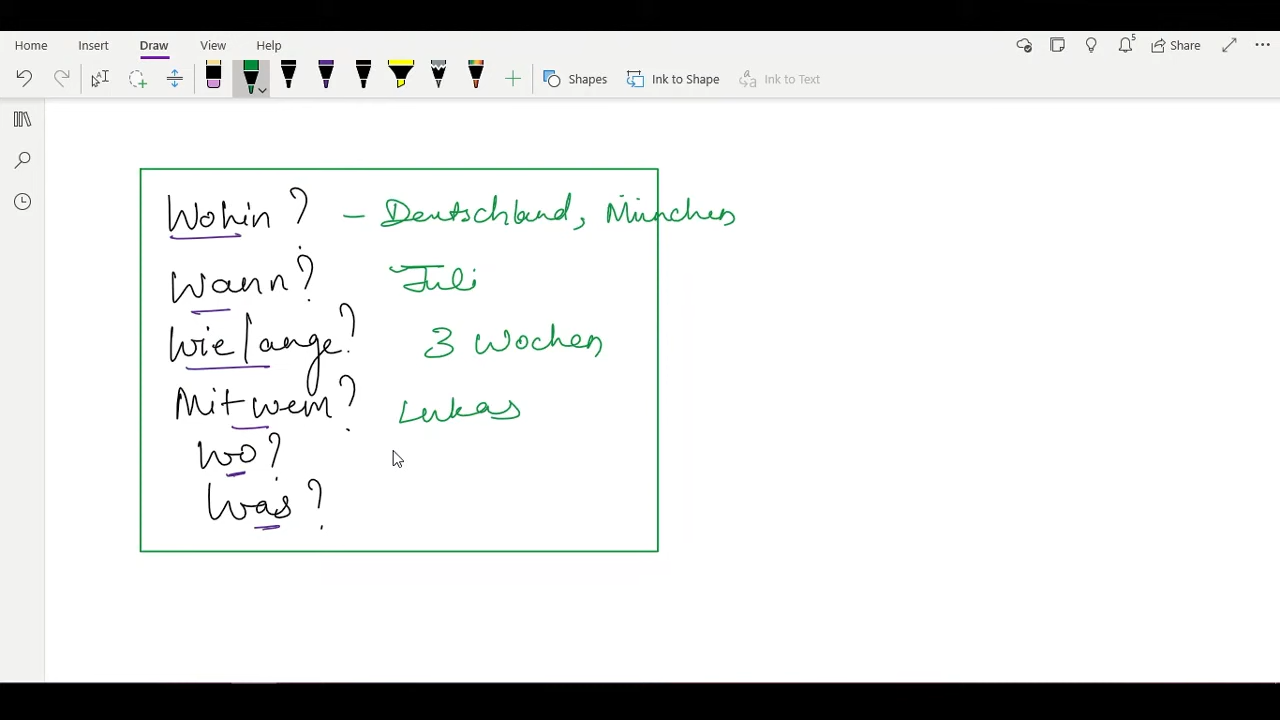 Home Insert Draw View Help
5 Share
Shapes Ink to Shape Ink to Text
Wohin? – Deutschland, München
Wann? Juli
Wie lange? 3 Wochen
Mit wem? Lukas
Wo?
Was?